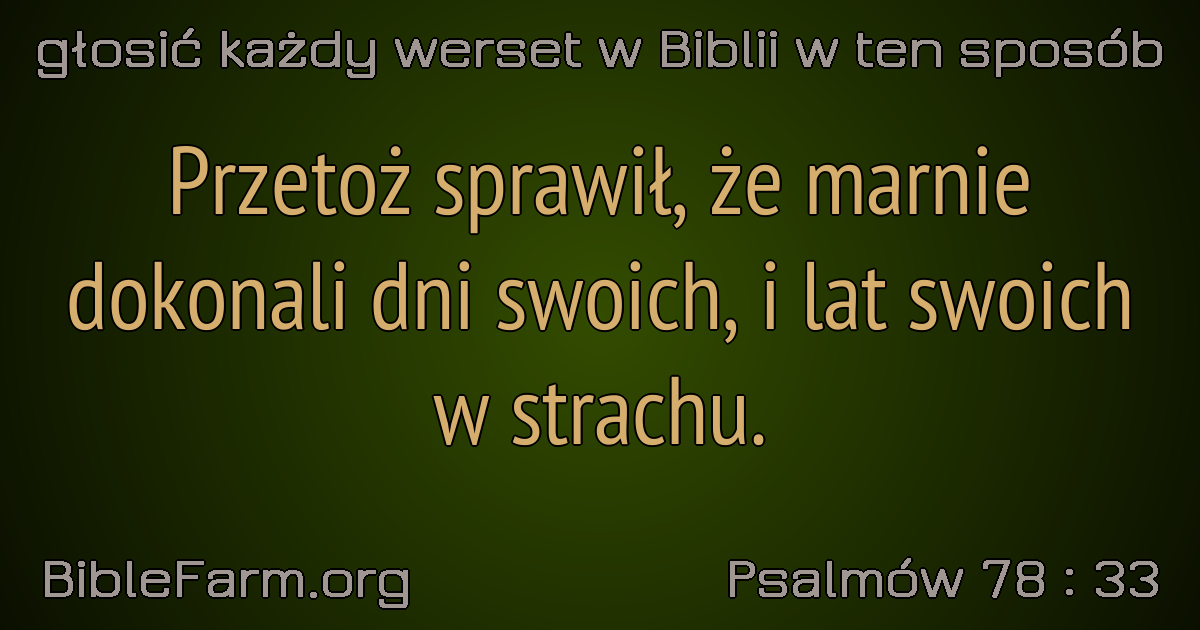 głosić każdy werset w Biblii w ten sposób
Przetoż sprawił, że marnie
dokonali dni swoich, i lat swoich
w strachu.
BibleFarm.org
Psalmów 78 : 33